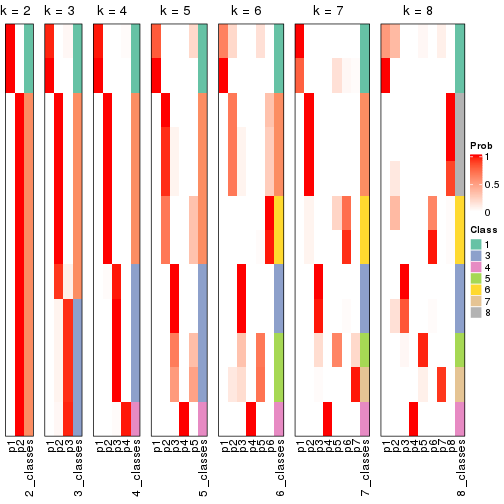 k = 2
k = 3
k = 4
k = 5
k = 6
k = 7
k = 8
p1
p2
2_classes
p1
p2
p3
3_classes
p1
p2
p3
p4
4_classes
p1
p2
p3
p4
p5
5_classes
p1
p2
p3
p4
p5
p6
6_classes
p1
p2
p3
p4
p5
p6
p7
7_classes
p1
p2
p3
p4
p5
p6
p7
p8
8_classes
Prob
1
0.5
0
Class
1
3
4
5
6
7
8